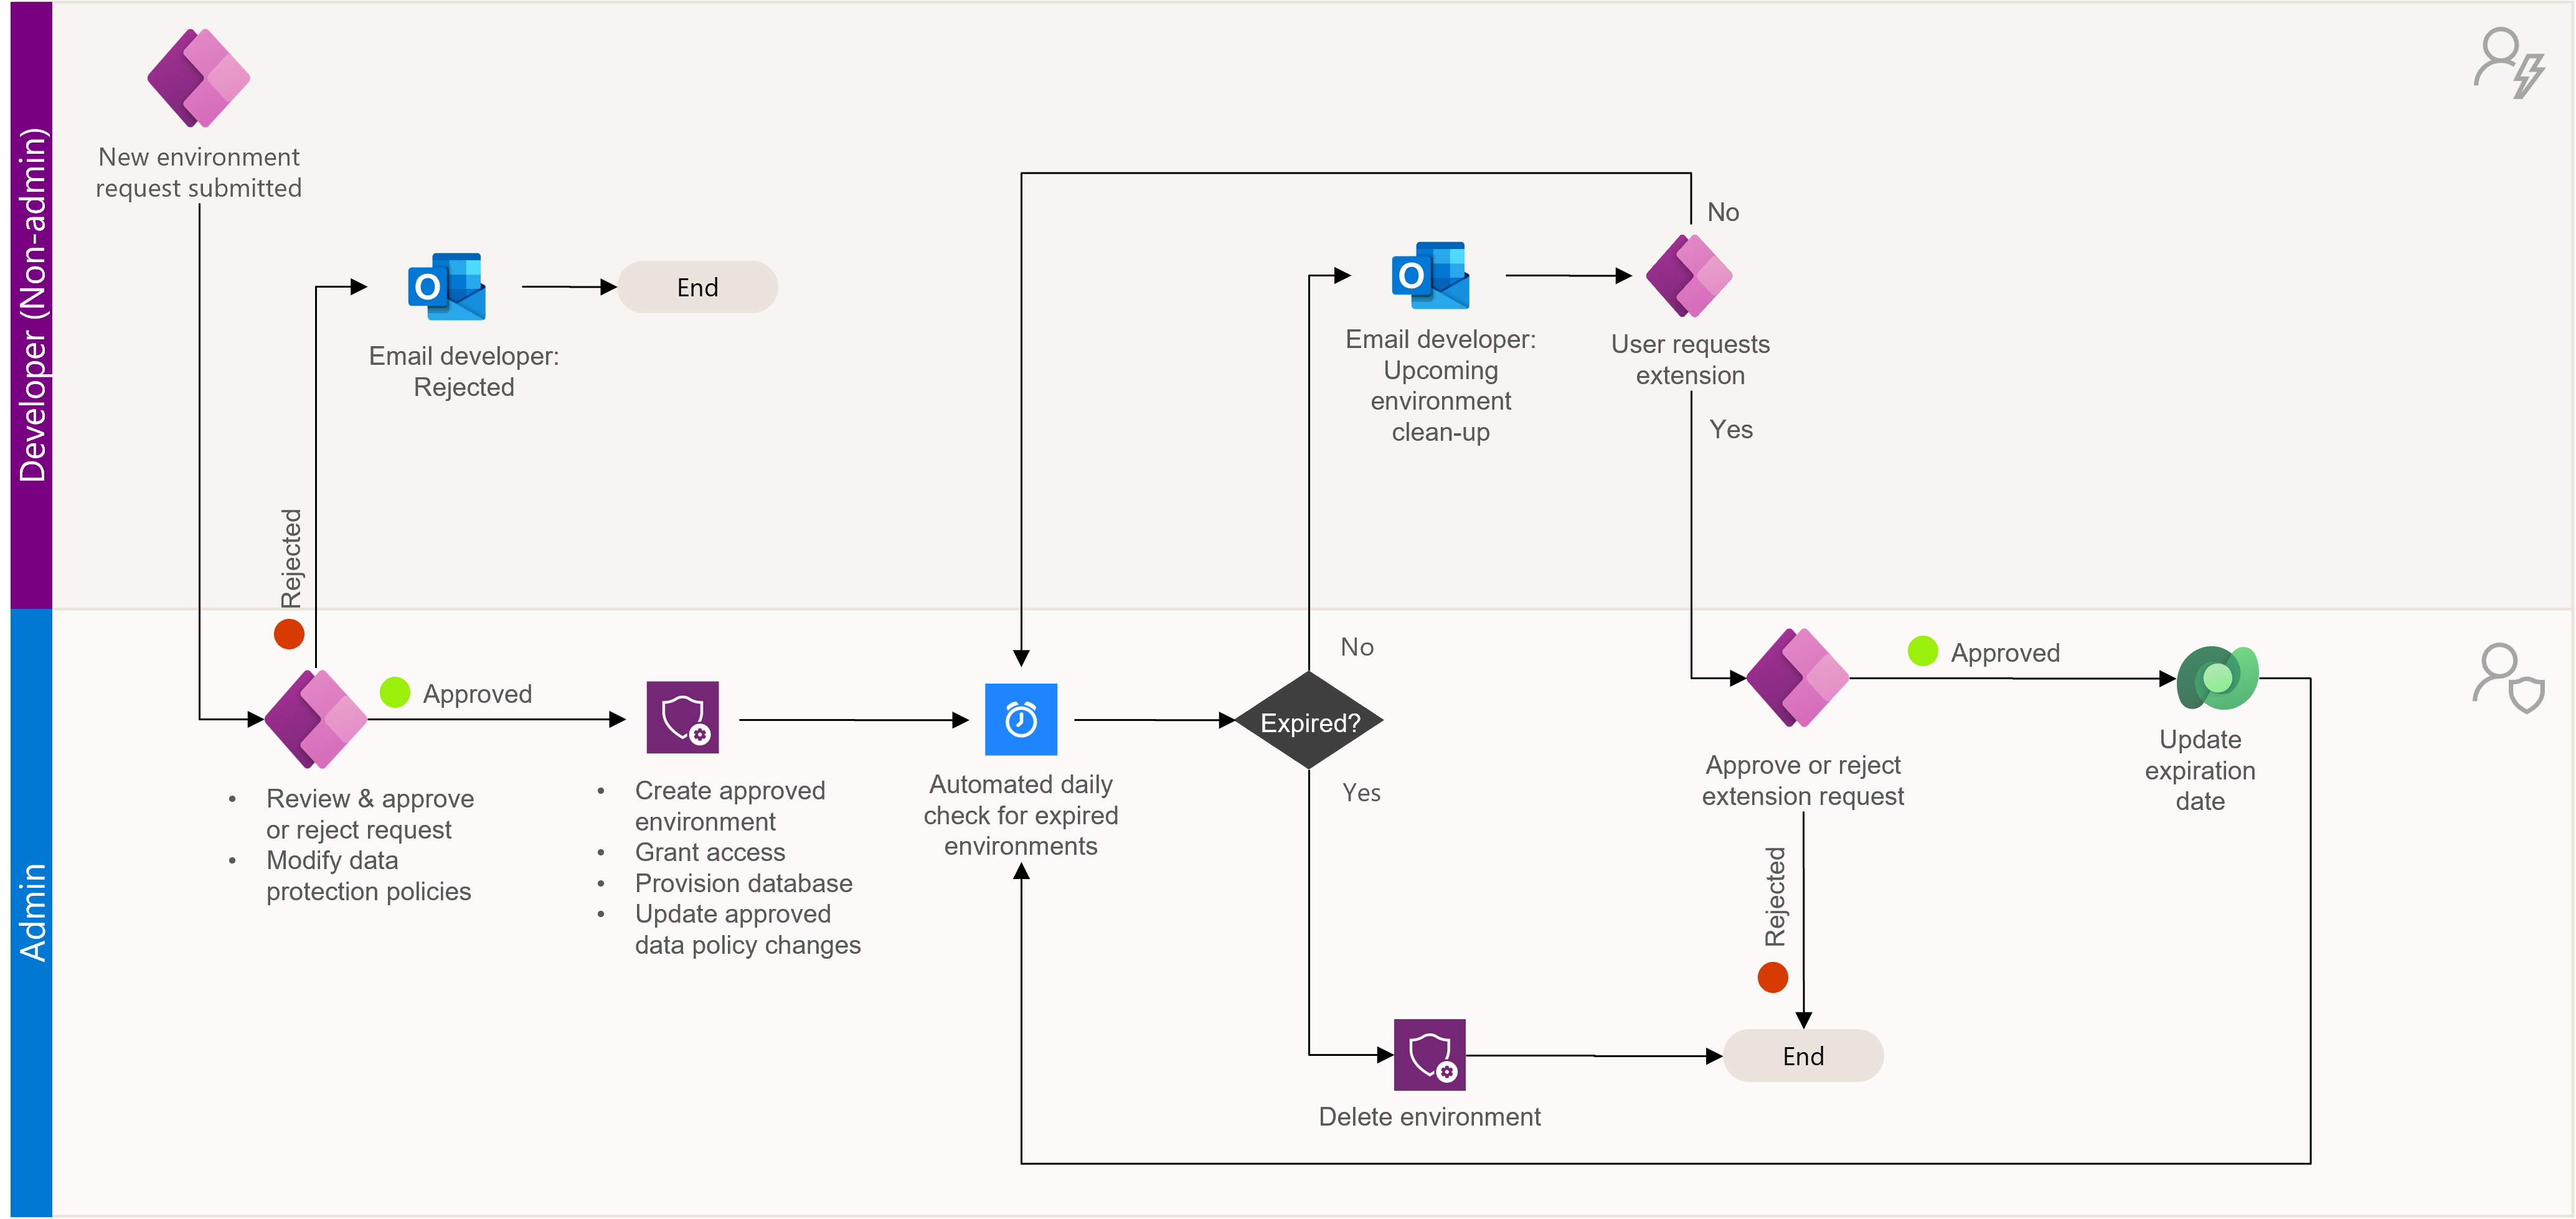 Developer (Non-admin)
New environment
request submitted
Rejected
O
Email developer:
Rejected
End
O
Email developer:
Upcoming
environment
clean-up
No
User requests
extension
Yes
Admin
Approved
• Review & approve
or reject request
• Modify data
protection policies
• Create approved
environment
• Grant access
• Provision database
• Update approved
data policy changes
Automated daily
check for expired
environments
No
Expired?
Yes
Delete environment
Approve or reject
extension request
Approved
Update
expiration
date
Rejected
End